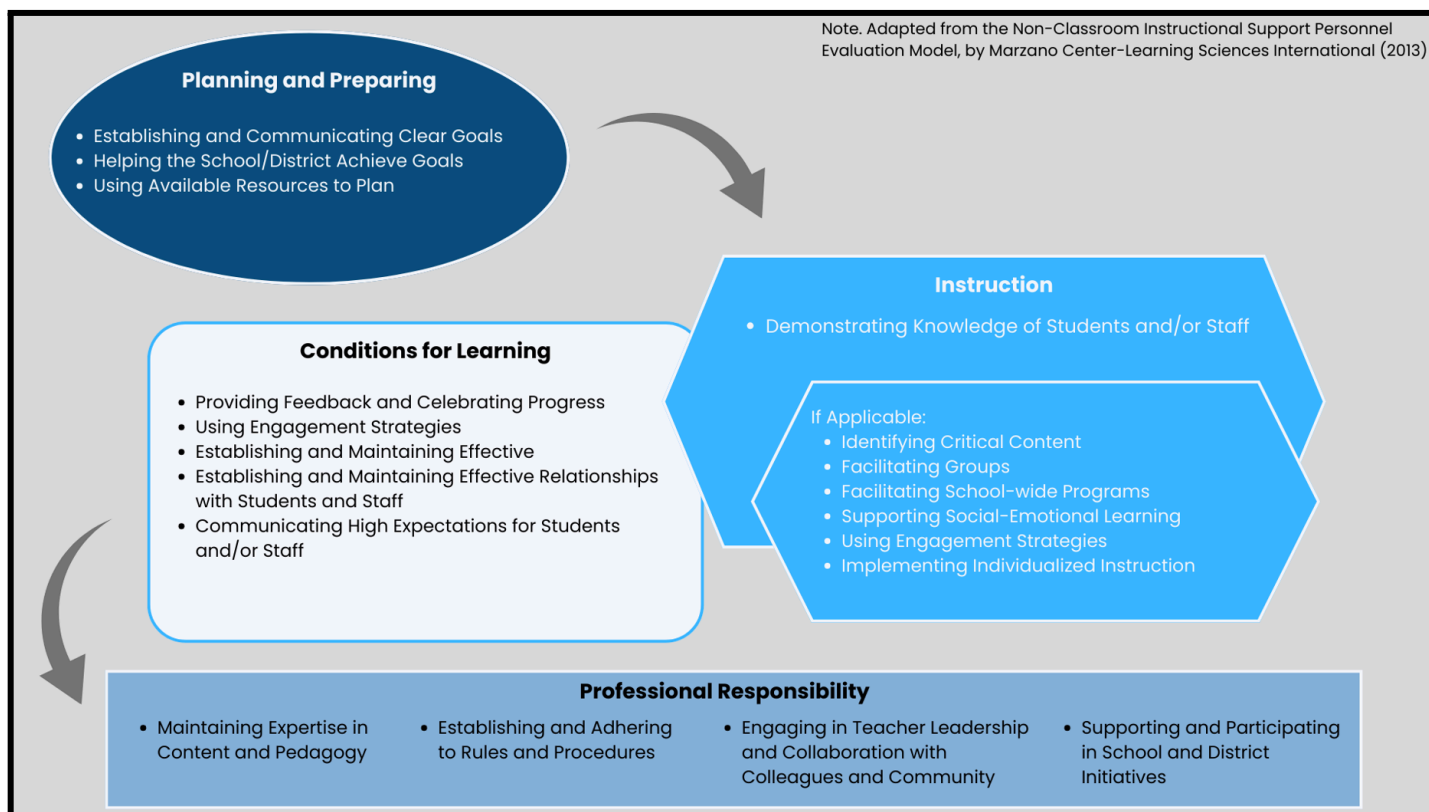 Note. Adapted from the Non-Classroom Instructional Support Personnel
Evaluation Model, by Marzano Center-Learning Sciences International (2013)
Planning and Preparing
• Establishing and Communicating Clear Goals
• Helping the School/District Achieve Goals
• Using Available Resources to Plan
Instruction
• Demonstrating Knowledge of Students and/or Staff
If Applicable:
• Identifying Critical Content
• Facilitating Groups
• Facilitating School-wide Programs
• Supporting Social-Emotional Learning
• Using Engagement Strategies
• Implementing Individualized Instruction
Conditions for Learning
• Providing Feedback and Celebrating Progress
• Using Engagement Strategies
• Establishing and Maintaining Effective
• Establishing and Maintaining Effective Relationships
with Students and Staff
• Communicating High Expectations for Students
and/or Staff
Professional Responsibility
• Maintaining Expertise in
Content and Pedagogy
• Establishing and Adhering
to Rules and Procedures
• Engaging in Teacher Leadership
and Collaboration with
Colleagues and Community
• Supporting and Participating
in School and District
Initiatives